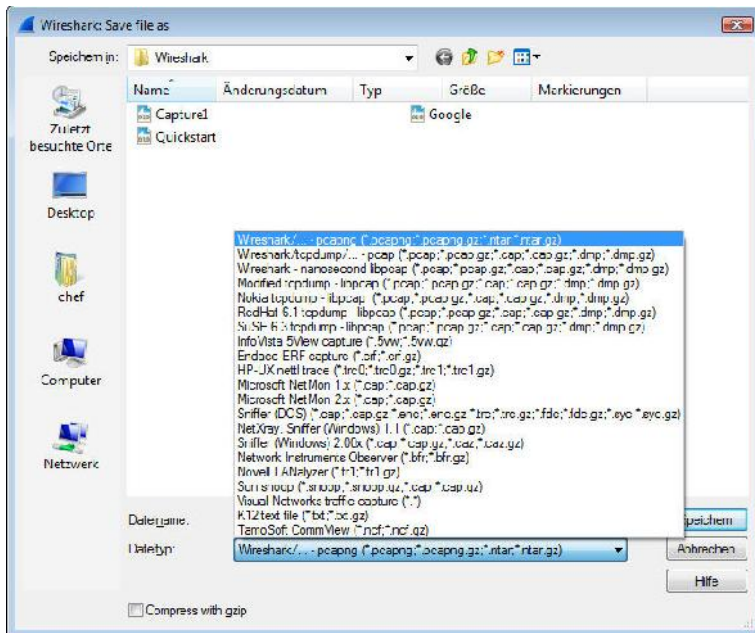 Wireshark: Save file as
Speichern in:
Wireshark
Name
Änderungsdatum
Typ
Größe
Markierungen
Capture1
Google
Quickstart
Zuletzt
besuchte Orte
Desktop
chef
Computer
Netzwerk
Wireshark/... - pcapng (*.pcapng;*.pcapng.gz;*.ntar;*.ntar.gz)
Wireshark/tcpdump/... - pcap (*.pcap;*.pcap.gz;*.cap;*.cap.gz;*.dmp;*.dmp.gz)
Wireshark - nanosecond libpcap (*.pcap;*.pcap.gz;*.cap;*.cap.gz;*.dmp;*.dmp.gz)
Modified tcpdump - libpcap (*.pcap;*.pcap.gz;*.cap;*.cap.gz;*.dmp;*.dmp.gz)
Nokia tcpdump - libpcap (*.pcap;*.pcap.gz;*.cap;*.cap.gz;*.dmp;*.dmp.gz)
RedHat 6.1 tcpdump - libpcap (*.pcap;*.pcap.gz;*.cap;*.cap.gz;*.dmp;*.dmp.gz)
SuSE 6.3 tcpdump - libpcap (*.pcap;*.pcap.gz;*.cap;*.cap.gz;*.dmp;*.dmp.gz)
InfoVista 5View capture (*.5vw;*.5vw.gz)
Endace ERF capture (*.erf;*.erf.gz)
HP-UX nettl trace (*.trc0;*.trc0.gz;*.trc1;*.trc1.gz)
Microsoft NetMon 1.x (*.cap;*.cap.gz)
Microsoft NetMon 2.x (*.cap;*.cap.gz)
Sniffer (DOS) (*.cap;*.cap.gz;*.enc;*.enc.gz;*.trc;*.trc.gz;*.fdc;*.fdc.gz;*.syc;*.syc.gz)
NetXray, Sniffer (Windows) 1.1 (*.cap;*.cap.gz)
Sniffer (Windows) 2.00x (*.cap;*.cap.gz;*.caz;*.caz.gz)
Network Instruments Observer (*.bfr;*.bfr.gz)
Novell LANalyzer (*.tr1;*.tr1.gz)
Sun snoop (*.snoop;*.snoop.gz;*.cap;*.cap.gz)
Visual Networks traffic capture (*.*)
K12 text file (*.txt;*.txt.gz)
TamoSoft CommView (*.ncf;*.ncf.gz)
Dateiname:
Speichern
Dateityp:
Wireshark/... - pcapng (*.pcapng;*.pcapng.gz;*.ntar;*.ntar.gz)
Abbrechen
Hilfe
Compress with gzip